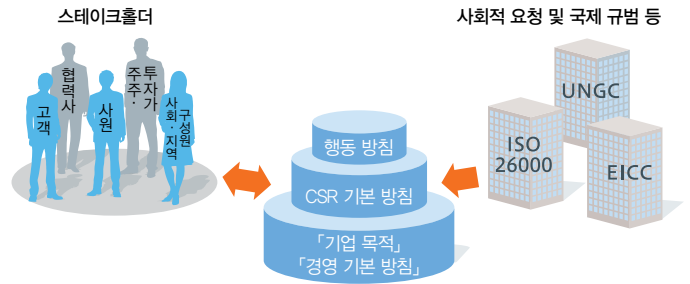 스테이크홀더
고객
협력사
사원
주주·
투자가
사회·지역
구성원
행동 방침
CSR 기본 방침
「기업 목적」
「경영 기본 방침」
사회적 요청 및 국제 규범 등
UNGC
ISO
26000
EICC